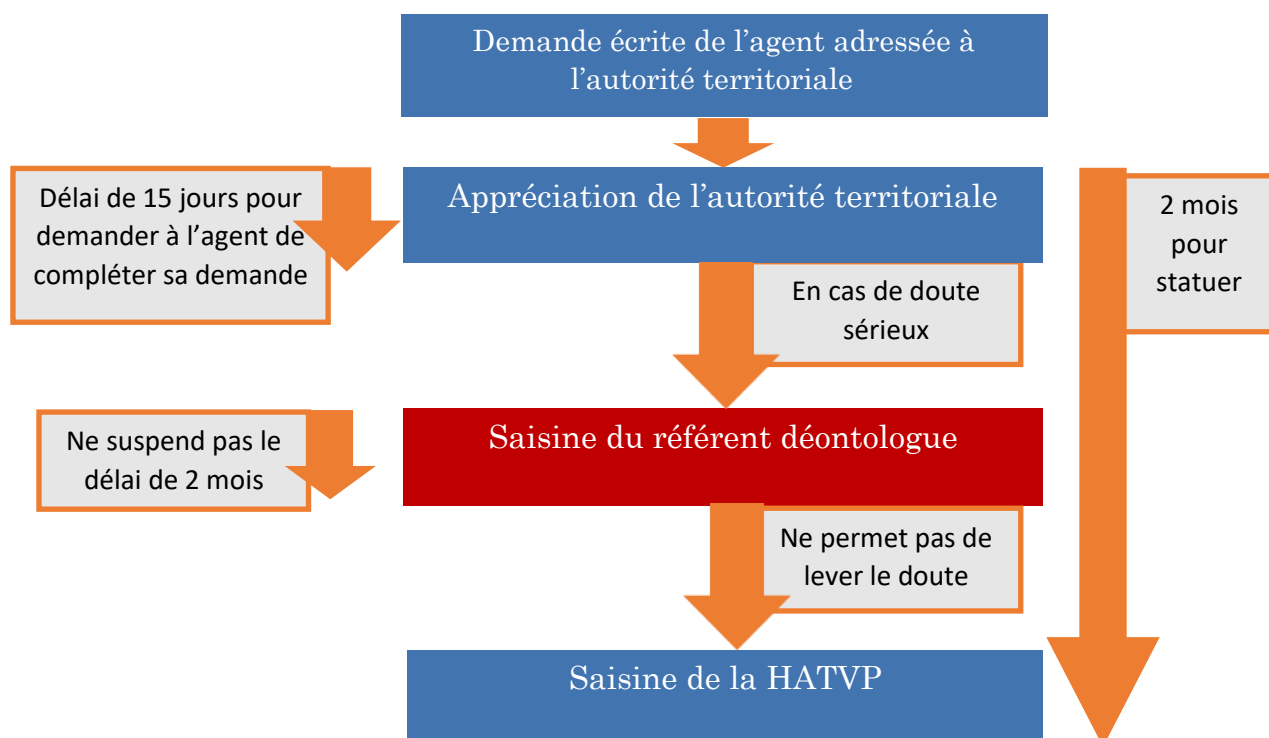 Demande écrite de l’agent adressée à
l’autorité territoriale
Délai de 15 jours pour
demander à l’agent de
compléter sa demande
Appréciation de l’autorité territoriale
2 mois
pour
statuer
En cas de doute
sérieux
Ne suspend pas le
délai de 2 mois
Saisine du référent déontologue
Ne permet pas de
lever le doute
Saisine de la HATVP